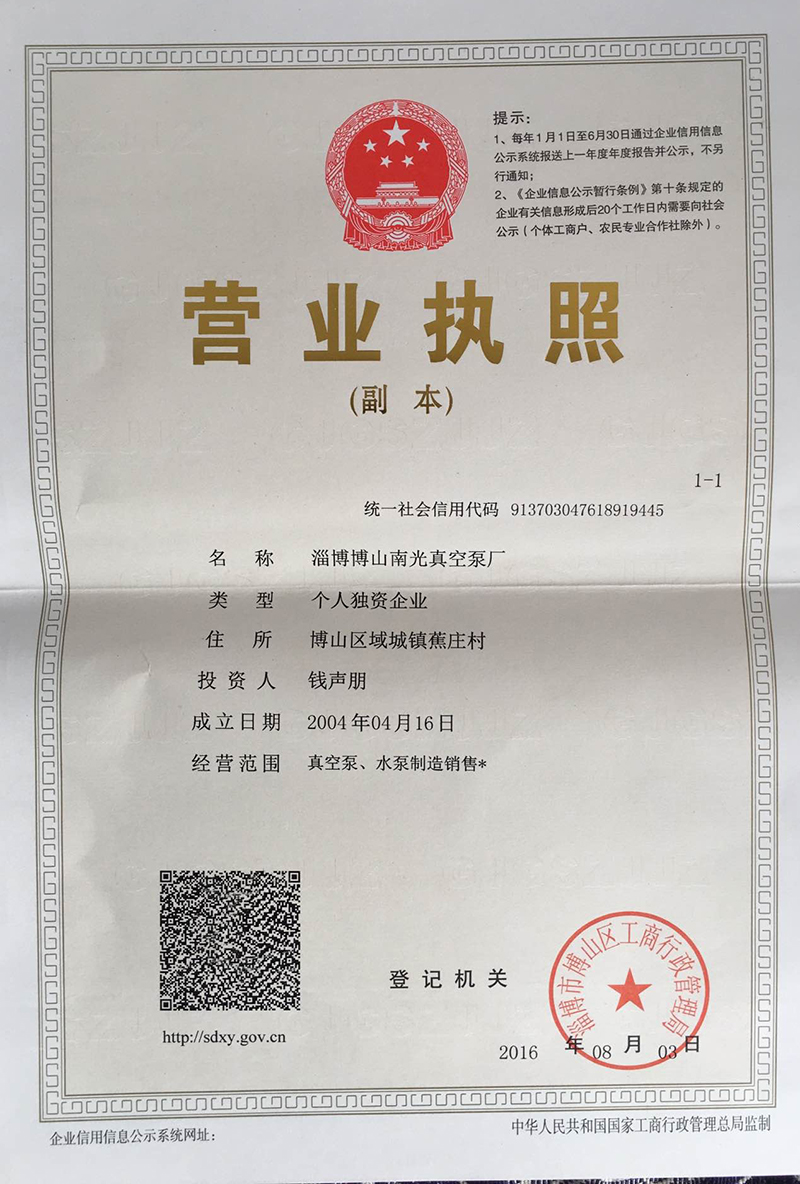 提示：
1、每年1月1日至6月30日通过企业信用信息
公示系统报送上一年度年度报告并公示，不另
行通知；
2、《企业信息公示暂行条例》第十条规定的
企业有关信息形成后20个工作日内需要向社会
公示（个体工商户、农民专业合作社除外）。
营业执照
(副 本)
1-1
统一社会信用代码 913703047618919445
名 称 淄博博山南光真空泵厂
类 型 个人独资企业
住 所 博山区域城镇蕉庄村
投资人 钱声朋
成立日期 2004年04月16日
经营范围 真空泵、水泵制造销售*
http://sdxy.gov.cn
登记机关
淄博市博山区工商行政管理局
2016 年 08 月 03 日
企业信用信息公示系统网址：
中华人民共和国国家工商行政管理总局监制